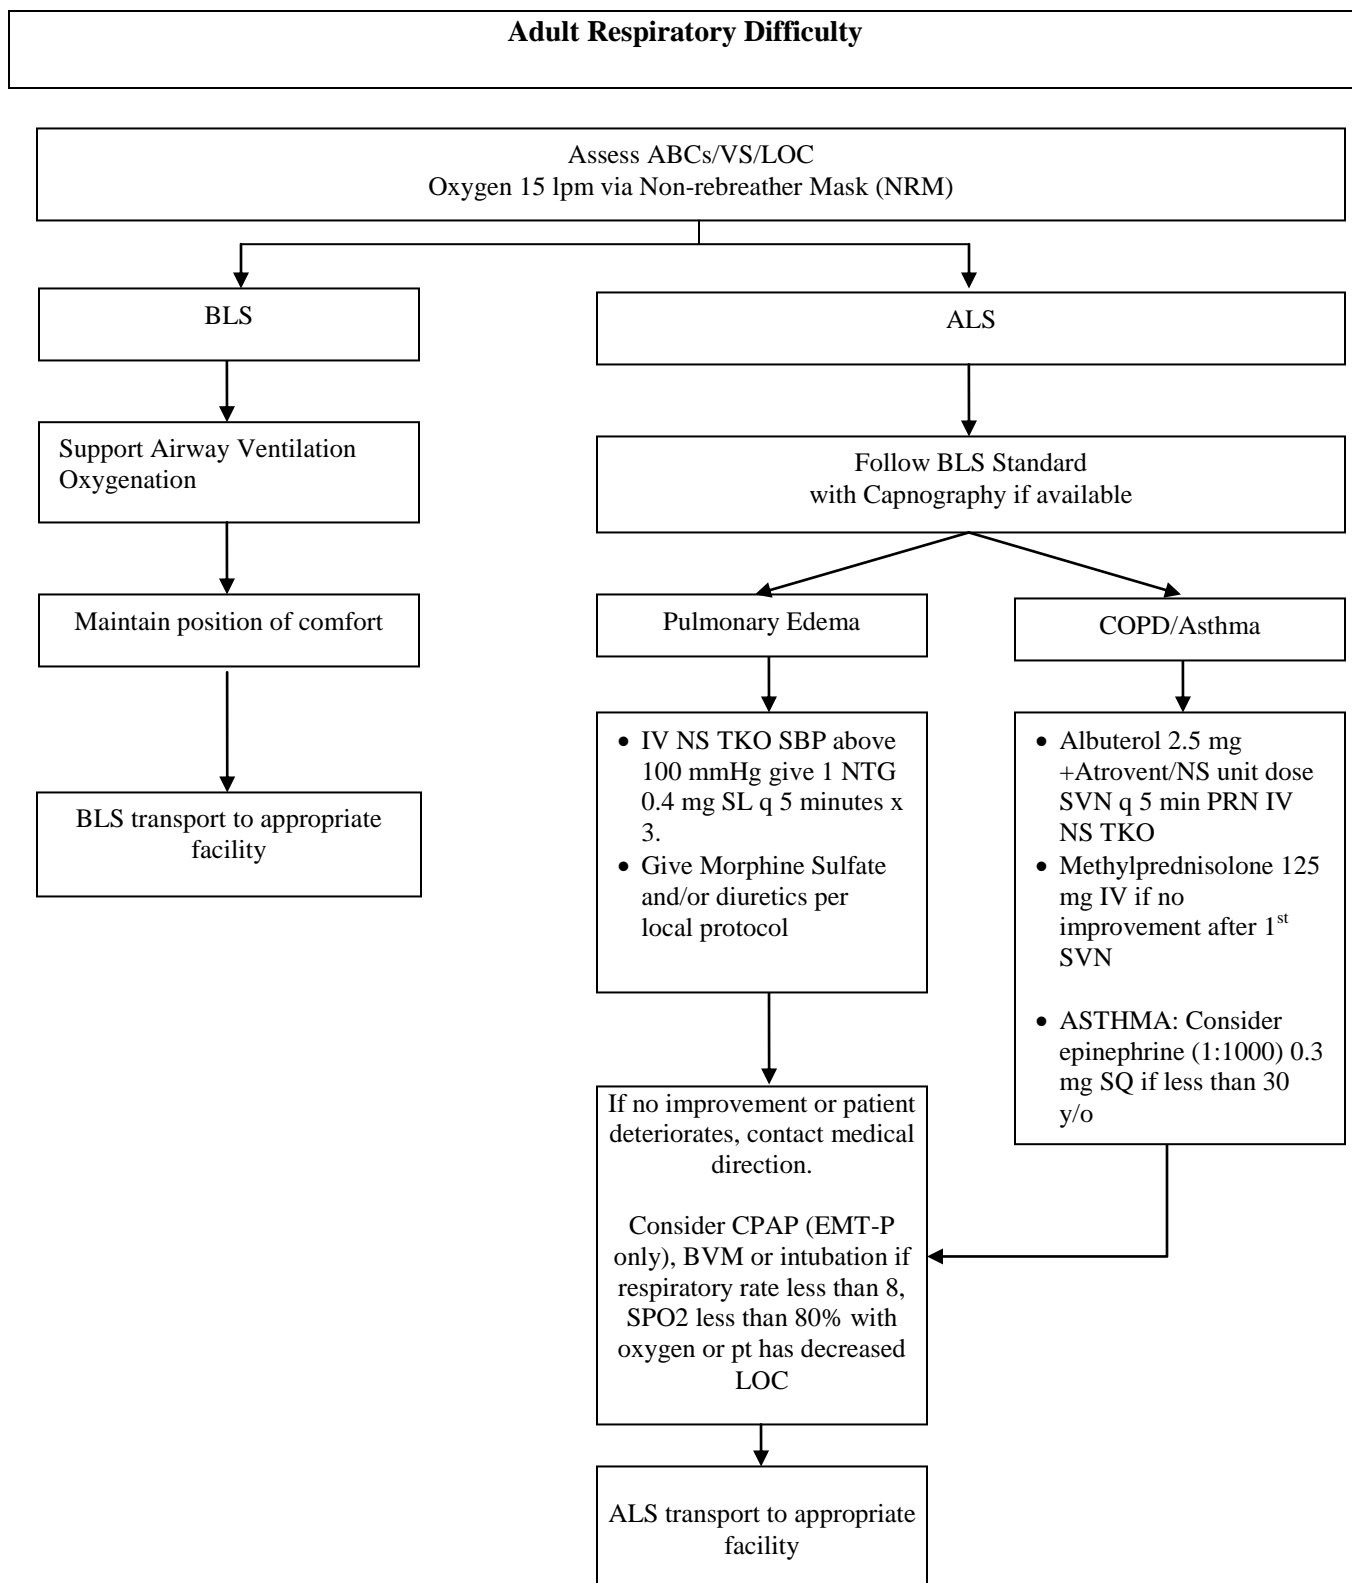 Adult Respiratory Difficulty
Assess ABCs/VS/LOC
Oxygen 15 lpm via Non-rebreather Mask (NRM)
BLS
Support Airway Ventilation
Oxygenation
Maintain position of comfort
BLS transport to appropriate
facility
ALS
Follow BLS Standard
with Capnography if available
Pulmonary Edema
• IV NS TKO SBP above
100 mmHg give 1 NTG
0.4 mg SL q 5 minutes x
3.
• Give Morphine Sulfate
and/or diuretics per
local protocol
COPD/Asthma
• Albuterol 2.5 mg
+Atrovent/NS unit dose
SVN q 5 min PRN IV
NS TKO
• Methylprednisolone 125
mg IV if no
improvement after 1st
SVN
• ASTHMA: Consider
epinephrine (1:1000) 0.3
mg SQ if less than 30
y/o
If no improvement or patient
deteriorates, contact medical
direction.
Consider CPAP (EMT-P
only), BVM or intubation if
respiratory rate less than 8,
SPO2 less than 80% with
oxygen or pt has decreased
LOC
ALS transport to appropriate
facility